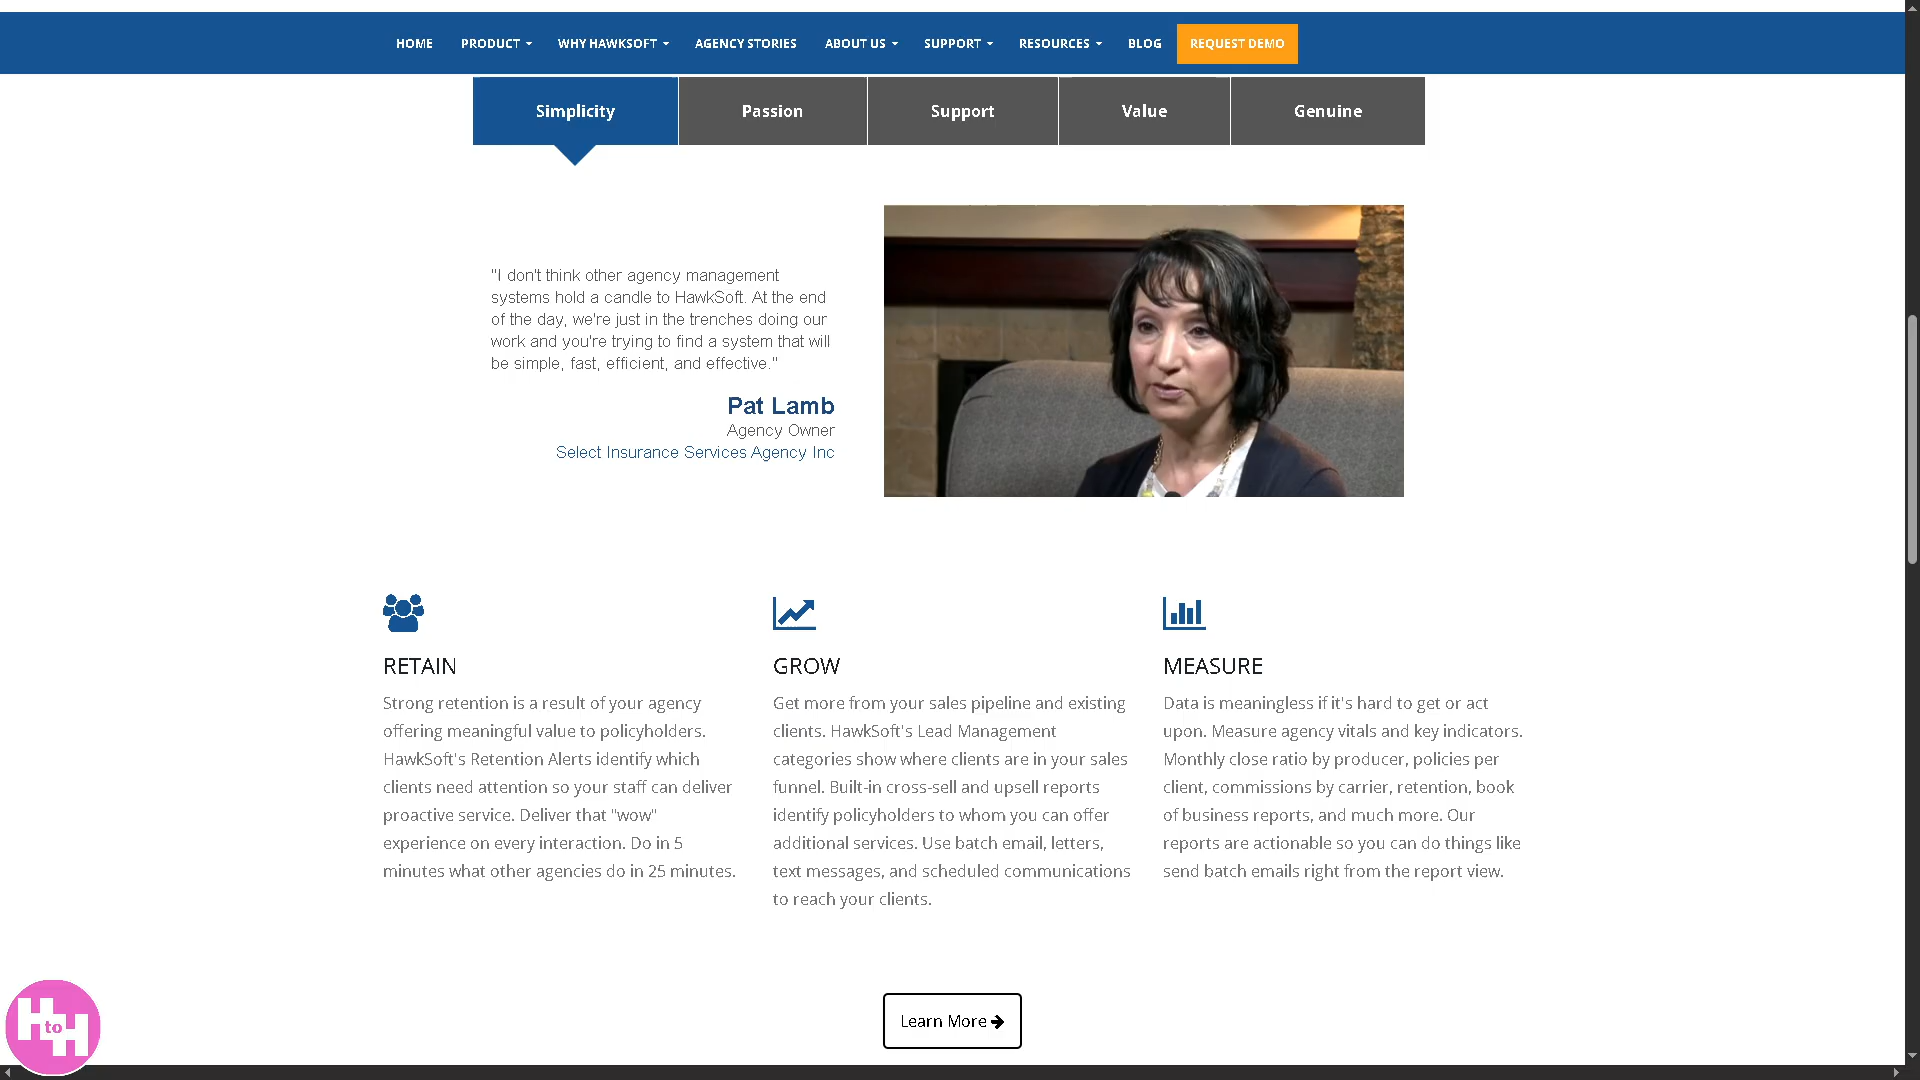 HOME PRODUCT WHY HAWKSOFT AGENCY STORIES ABOUT US SUPPORT RESOURCES BLOG REQUEST DEMO
Simplicity Passion Support Value Genuine
"I don't think other agency management
systems hold a candle to HawkSoft. At the end
of the day, we're just in the trenches doing our
work and you're trying to find a system that will
be simple, fast, efficient, and effective."
Pat Lamb
Agency Owner
Select Insurance Services Agency Inc
RETAIN
Strong retention is a result of your agency
offering meaningful value to policyholders.
HawkSoft's Retention Alerts identify which
clients need attention so your staff can deliver
proactive service. Deliver that "wow"
experience on every interaction. Do in 5
minutes what other agencies do in 25 minutes.
GROW
Get more from your sales pipeline and existing
clients. HawkSoft's Lead Management
categories show where clients are in your sales
funnel. Built-in cross-sell and upsell reports
identify policyholders to whom you can offer
additional services. Use batch email, letters,
text messages, and scheduled communications
to reach your clients.
MEASURE
Data is meaningless if it's hard to get or act
upon. Measure agency vitals and key indicators.
Monthly close ratio by producer, policies per
client, commissions by carrier, retention, book
of business reports, and much more. Our
reports are actionable so you can do things like
send batch emails right from the report view.
Learn More
H to H